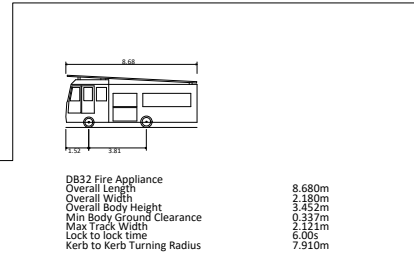 8.68
1.52 3.81
DB32 Fire Appliance
Overall Length 8.680m
Overall Width 2.180m
Overall Body Height 3.452m
Min Body Ground Clearance 0.337m
Max Track Width 2.121m
Lock to lock time 6.00s
Kerb to Kerb Turning Radius 7.910m